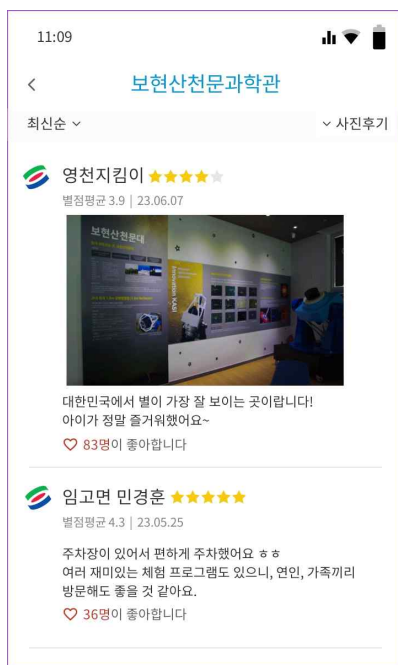 11:09
보현산천문과학관
최신순
사진후기
영천지킴이
별점평균 3.9 | 23.06.07
보현산천문대
Innovation KASI
대한민국에서 별이 가장 잘 보이는 곳이랍니다!
아이가 정말 즐거워했어요~
83명이 좋아합니다
임고면 민경훈
별점평균 4.3 | 23.05.25
주차장이 있어서 편하게 주차했어요 ㅎㅎ
여러 재미있는 체험 프로그램도 있으니, 연인, 가족끼리
방문해도 좋을 것 같아요.
36명이 좋아합니다